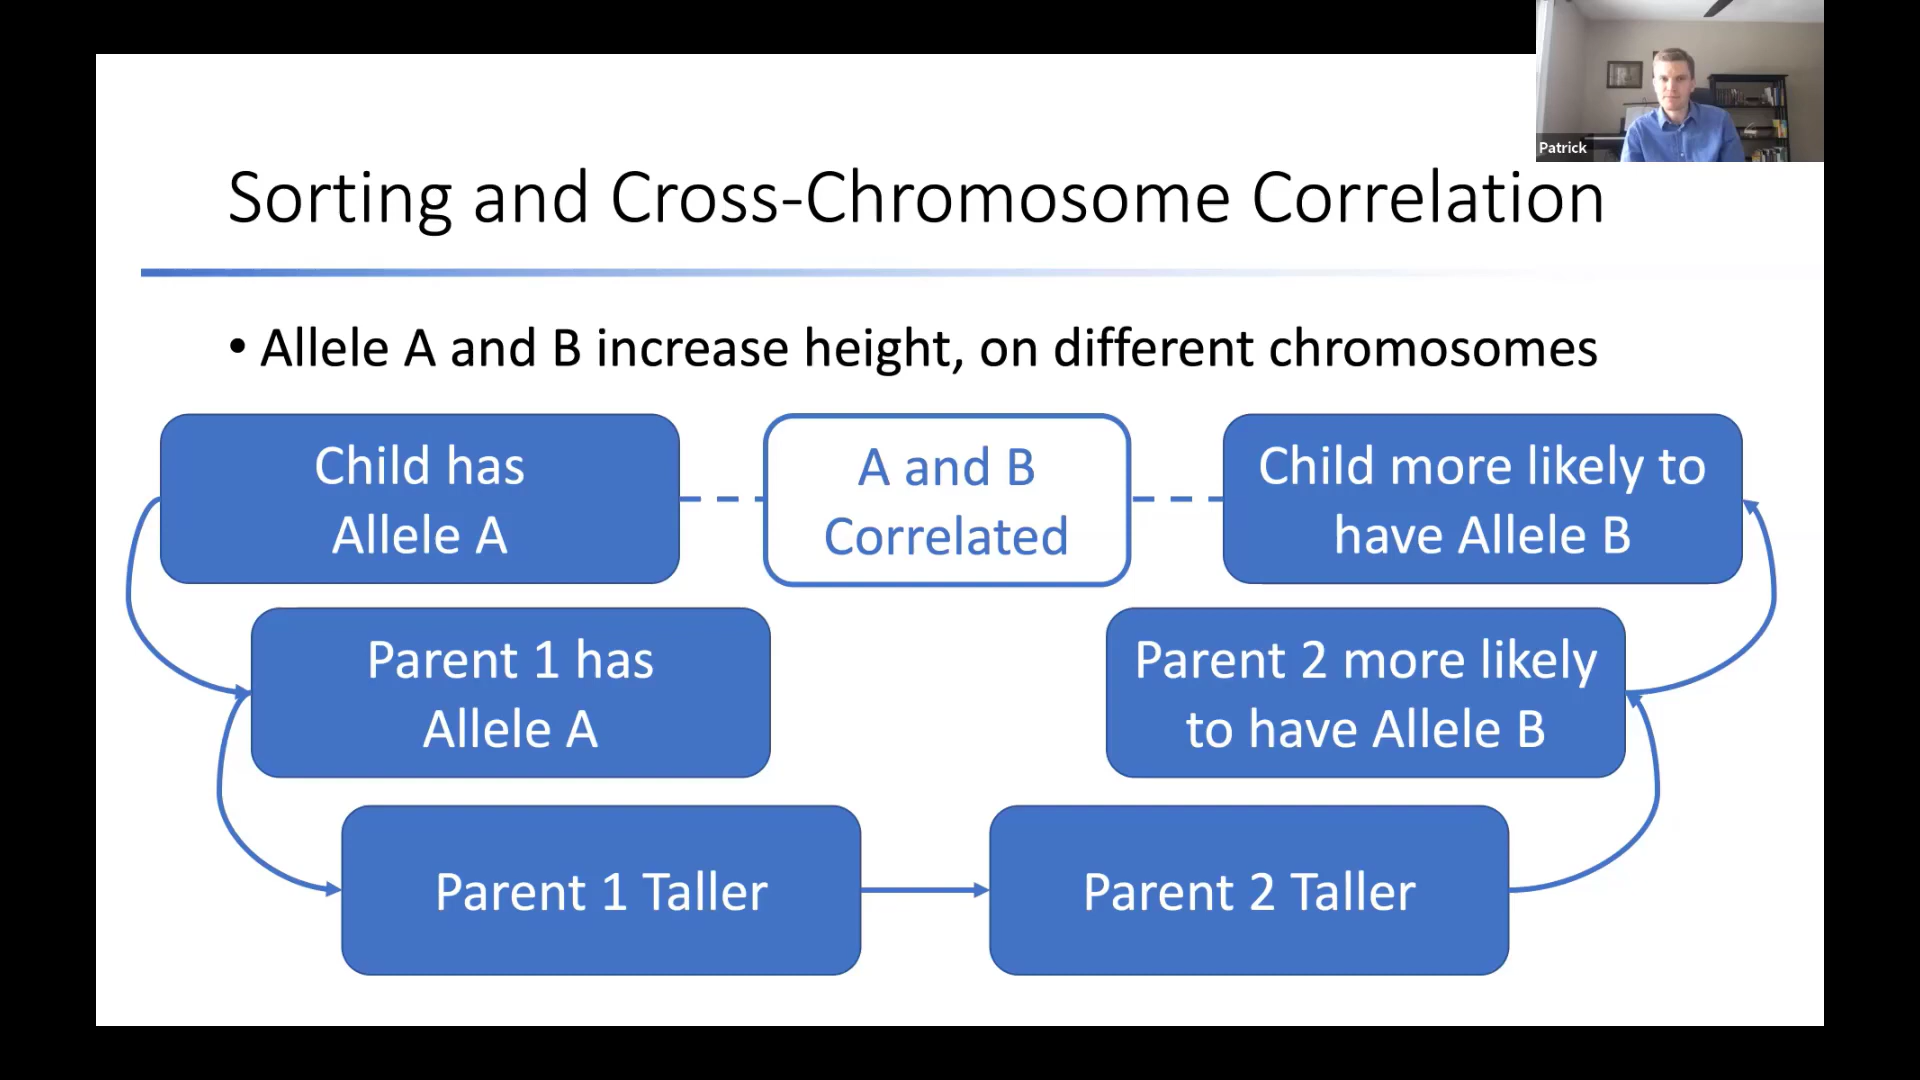 Patrick
Sorting and Cross-Chromosome Correlation
• Allele A and B increase height, on different chromosomes
Child has
Allele A
A and B
Correlated
Child more likely to
have Allele B
Parent 1 has
Allele A
Parent 2 more likely
to have Allele B
Parent 1 Taller
Parent 2 Taller